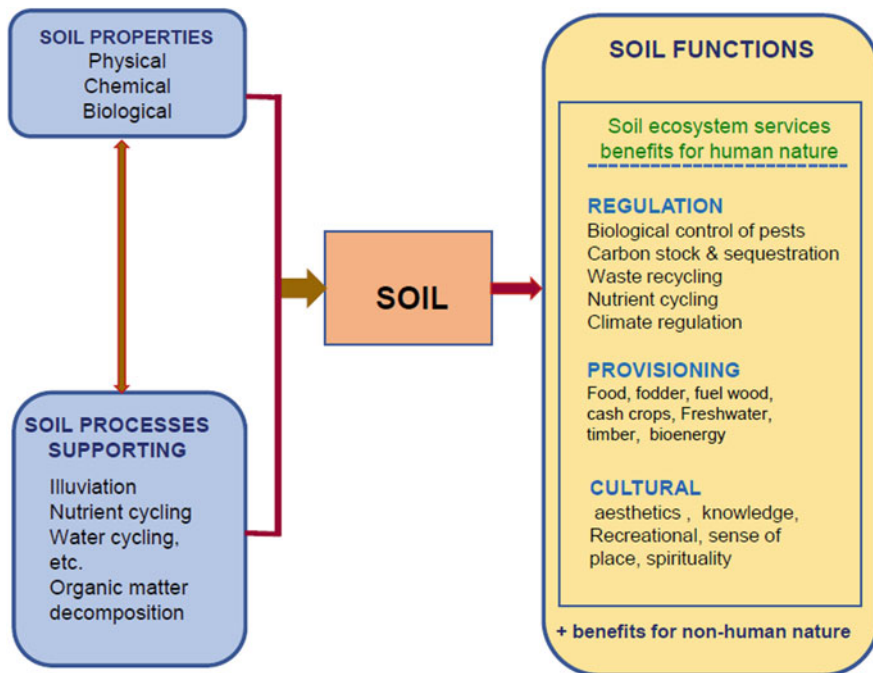 SOIL PROPERTIES
Physical
Chemical
Biological
SOIL PROCESSES
SUPPORTING
Illuviation
Nutrient cycling
Water cycling,
etc.
Organic matter
decomposition
SOIL
SOIL FUNCTIONS
Soil ecosystem services
benefits for human nature
REGULATION
Biological control of pests
Carbon stock & sequestration
Waste recycling
Nutrient cycling
Climate regulation
PROVISIONING
Food, fodder, fuel wood,
cash crops, Freshwater,
timber, bioenergy
CULTURAL
aesthetics , knowledge,
Recreational, sense of
place, spirituality
+ benefits for non-human nature